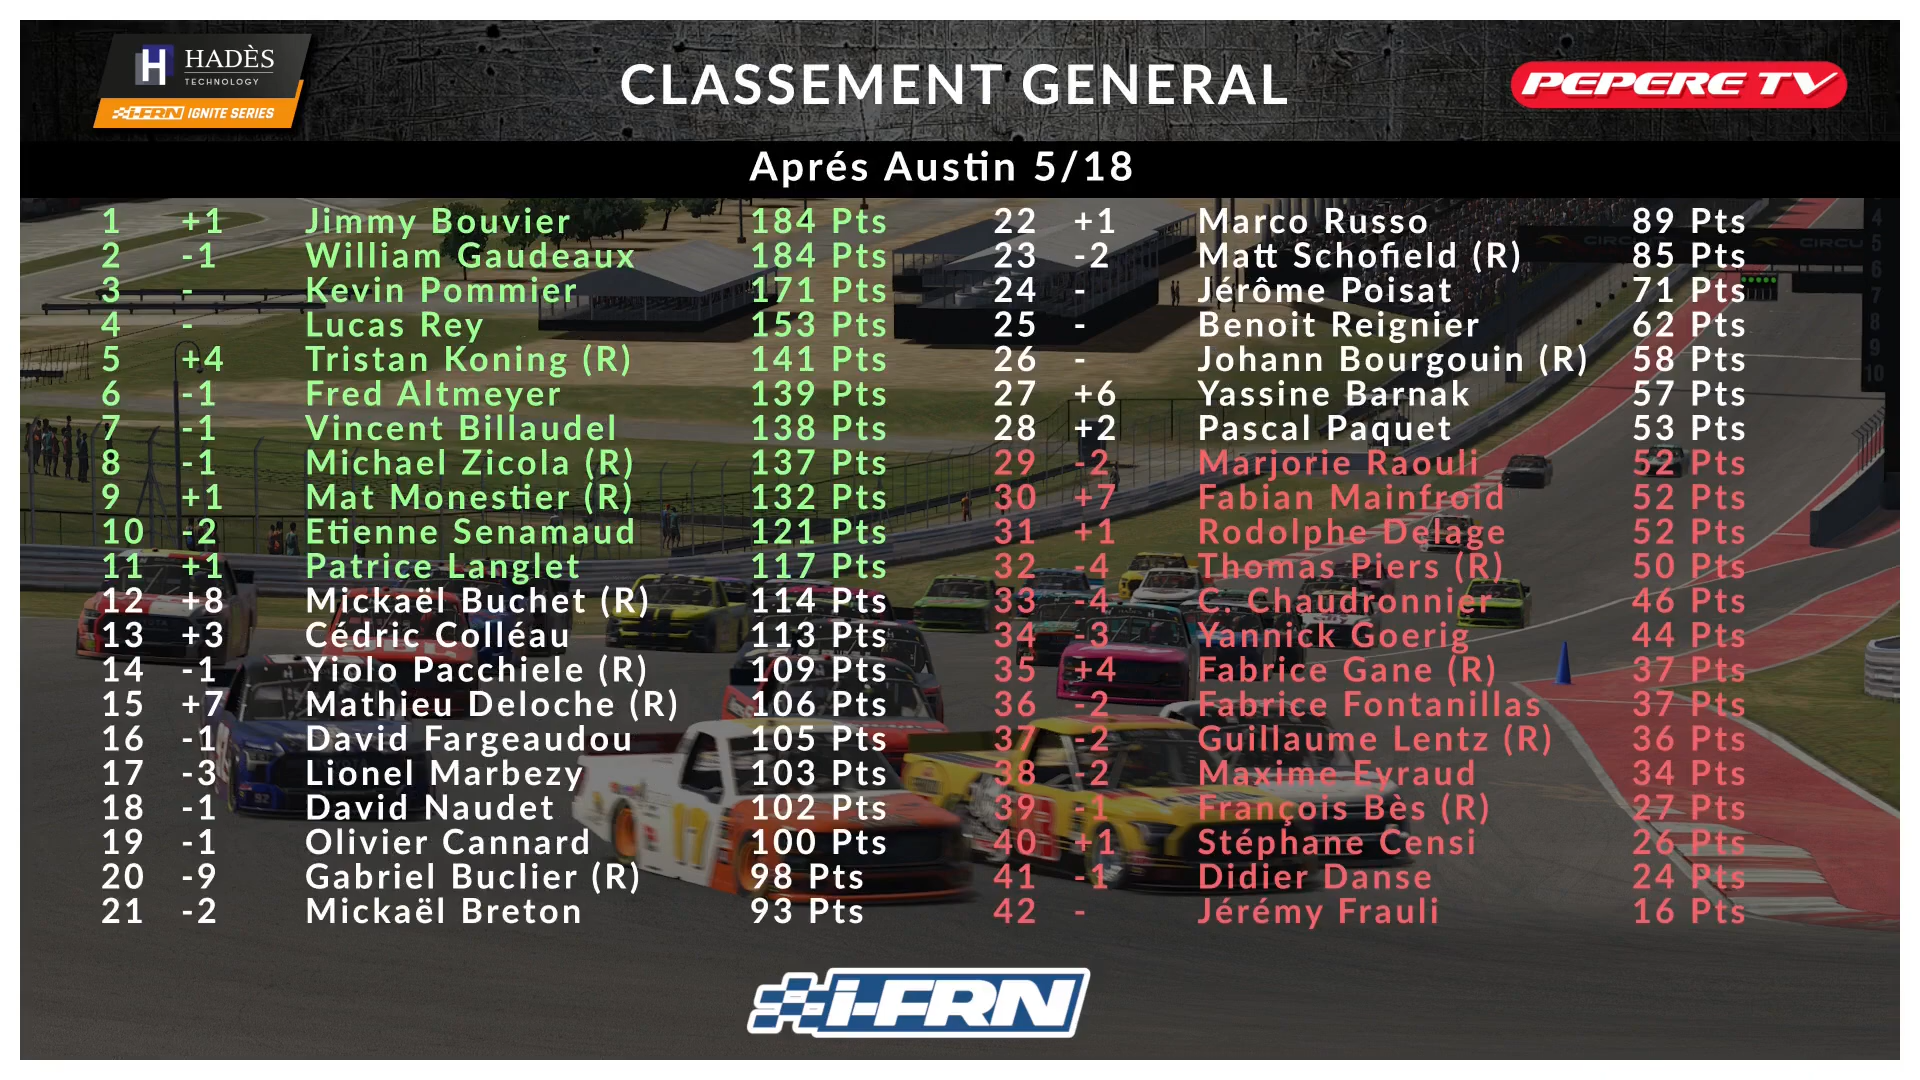 HADÈS
TECHNOLOGY
i-FRN IGNITE SERIES
CLASSEMENT GENERAL
PEPERE TV
Aprés Austin 5/18
1 +1 Jimmy Bouvier 184 Pts
2 -1 William Gaudeaux 184 Pts
3 - Kevin Pommier 171 Pts
4 - Lucas Rey 153 Pts
5 +4 Tristan Koning (R) 141 Pts
6 -1 Fred Altmeyer 139 Pts
7 -1 Vincent Billaudel 138 Pts
8 -1 Michael Zicola (R) 137 Pts
9 +1 Mat Monestier (R) 132 Pts
10 -2 Etienne Senamaud 121 Pts
11 +1 Patrice Langlet 117 Pts
12 +8 Mickaël Buchet (R) 114 Pts
13 +3 Cédric Colléau 113 Pts
14 -1 Yiolo Pacchiele (R) 109 Pts
15 +7 Mathieu Deloche (R) 106 Pts
16 -1 David Fargeaudou 105 Pts
17 -3 Lionel Marbezy 103 Pts
18 -1 David Naudet 102 Pts
19 -1 Olivier Cannard 100 Pts
20 -9 Gabriel Buclier (R) 98 Pts
21 -2 Mickaël Breton 93 Pts
22 +1 Marco Russo 89 Pts
23 -2 Matt Schofield (R) 85 Pts
24 - Jérôme Poisat 71 Pts
25 - Benoit Reignier 62 Pts
26 - Johann Bourgouin (R) 58 Pts
27 +6 Yassine Barnak 57 Pts
28 +2 Pascal Paquet 53 Pts
29 -2 Marjorie Raouli 52 Pts
30 +7 Fabian Mainfroid 52 Pts
31 +1 Rodolphe Delage 52 Pts
32 -4 Thomas Piers (R) 50 Pts
33 -4 C. Chaudronnier 46 Pts
34 -3 Yannick Goerig 44 Pts
35 +4 Fabrice Gane (R) 37 Pts
36 -2 Fabrice Fontanillas 37 Pts
37 -2 Guillaume Lentz (R) 36 Pts
38 -2 Maxime Eyraud 34 Pts
39 -1 François Bès (R) 27 Pts
40 +1 Stéphane Censi 26 Pts
41 -1 Didier Danse 24 Pts
42 - Jérémy Frauli 16 Pts
i-FRN